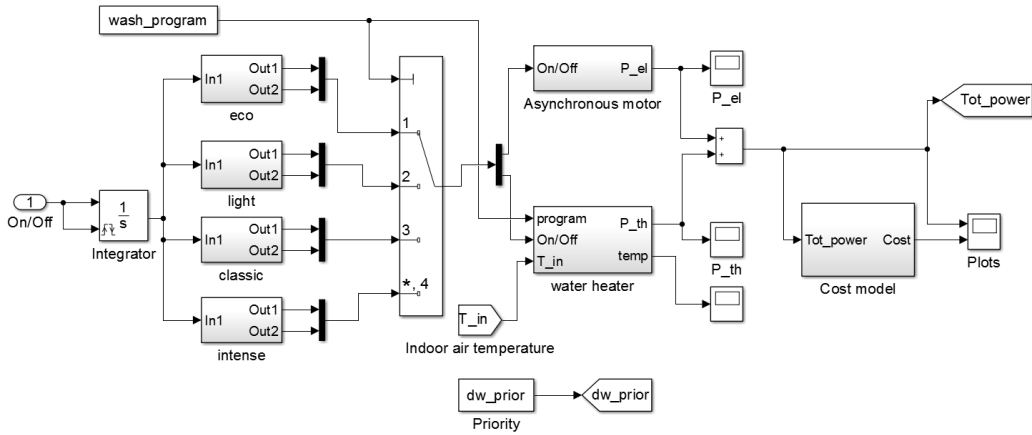 wash_program
In1
Out1
Out2
eco
In1
Out1
Out2
light
In1
Out1
Out2
classic
In1
Out1
Out2
intense
1
On/Off
1
s
Integrator
1
2
3
*, 4
On/Off
P_el
Asynchronous motor
P_el
+
+
Tot_power
program
On/Off
T_in
P_th
temp
water heater
P_th
T_in
Indoor air temperature
Tot_power
Cost
Cost model
Plots
dw_prior
Priority
dw_prior